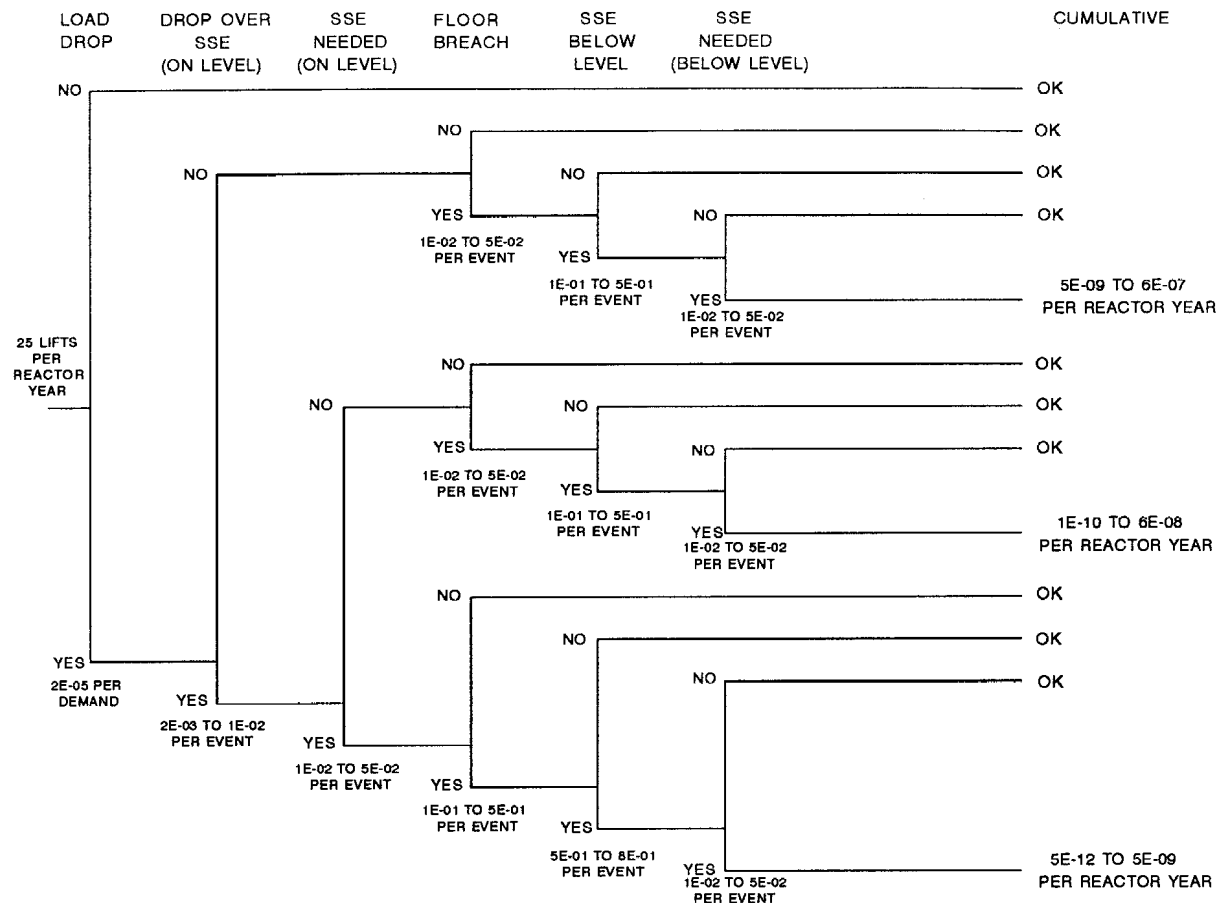 LOAD DROP OVER SSE FLOOR SSE SSE CUMULATIVE
DROP SSE NEEDED BREACH BELOW NEEDED
(ON LEVEL) (ON LEVEL) LEVEL (BELOW LEVEL)
NO OK
NO OK
NO NO OK
YES NO OK
1E-02 TO 5E-02
PER EVENT
YES
1E-01 TO 5E-01
PER EVENT
YES
1E-02 TO 5E-02
PER EVENT
5E-09 TO 6E-07
PER REACTOR YEAR
25 LIFTS
PER
REACTOR
YEAR
NO OK
NO NO OK
YES NO OK
1E-02 TO 5E-02
PER EVENT
YES
1E-01 TO 5E-01
PER EVENT
YES
1E-02 TO 5E-02
PER EVENT
1E-10 TO 6E-08
PER REACTOR YEAR
NO OK
NO OK
YES
2E-05 PER
DEMAND
NO OK
YES
2E-03 TO 1E-02
PER EVENT
YES
1E-02 TO 5E-02
PER EVENT
YES
1E-01 TO 5E-01
PER EVENT
YES
5E-01 TO 8E-01
PER EVENT
YES
1E-02 TO 5E-02
PER EVENT
5E-12 TO 5E-09
PER REACTOR YEAR